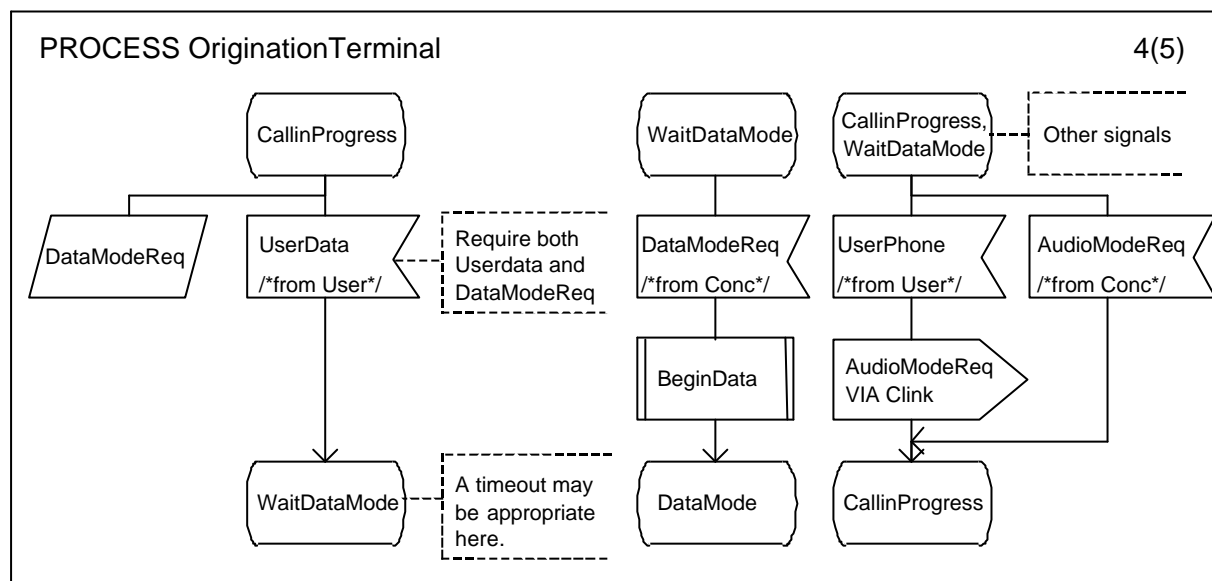 PROCESS OriginationTerminal
4(5)
CallinProgress
DataModeReq
UserData
/*from User*/
Require both
Userdata and
DataModeReq
WaitDataMode
A timeout may
be appropriate
here.
WaitDataMode
DataModeReq
/*from Conc*/
BeginData
DataMode
CallinProgress,
WaitDataMode
Other signals
UserPhone
/*from User*/
AudioModeReq
/*from Conc*/
AudioModeReq
VIA Clink
CallinProgress